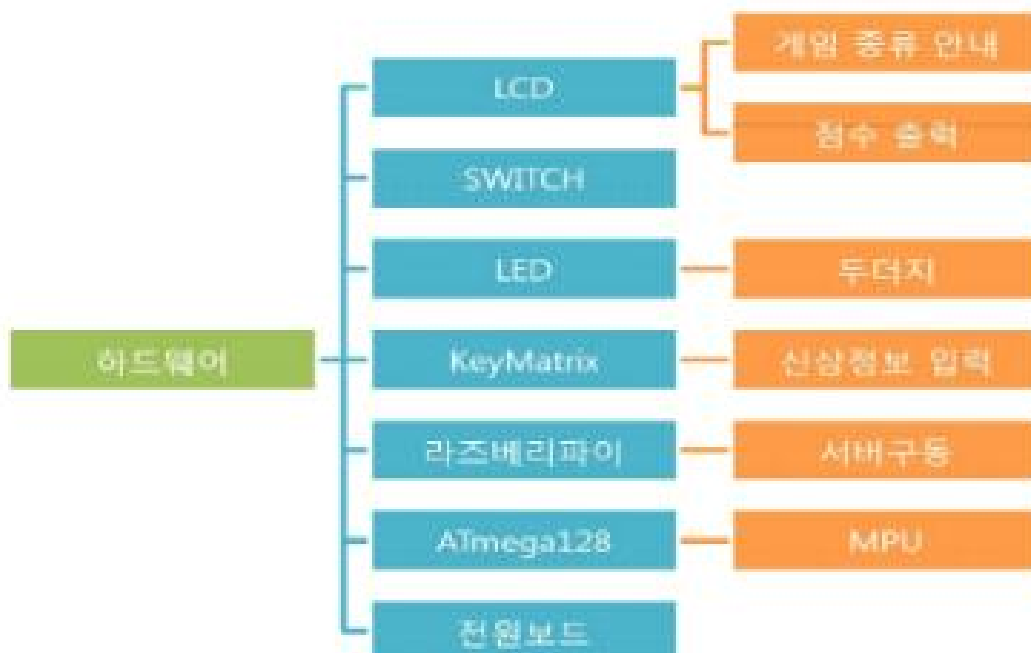 하드웨어
LCD
게임 종류 안내
점수 출력
SWITCH
LED
두더지
KeyMatrix
신상정보 입력
라즈베리파이
서버구동
ATmega128
MPU
전원보드